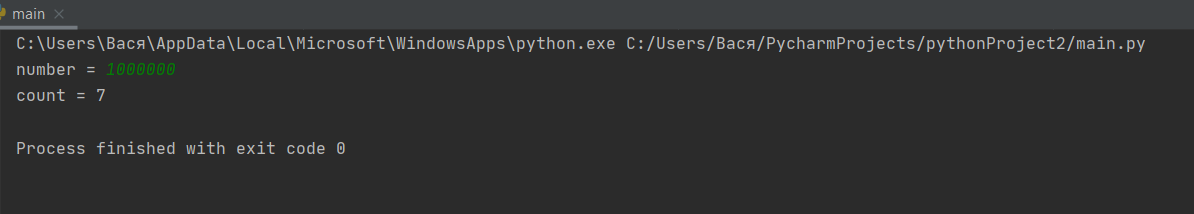 main
C:\Users\Вася\AppData\Local\Microsoft\WindowsApps\python.exe C:/Users/Вася/PycharmProjects/pythonProject2/main.py
number = 1000000
count = 7
Process finished with exit code 0